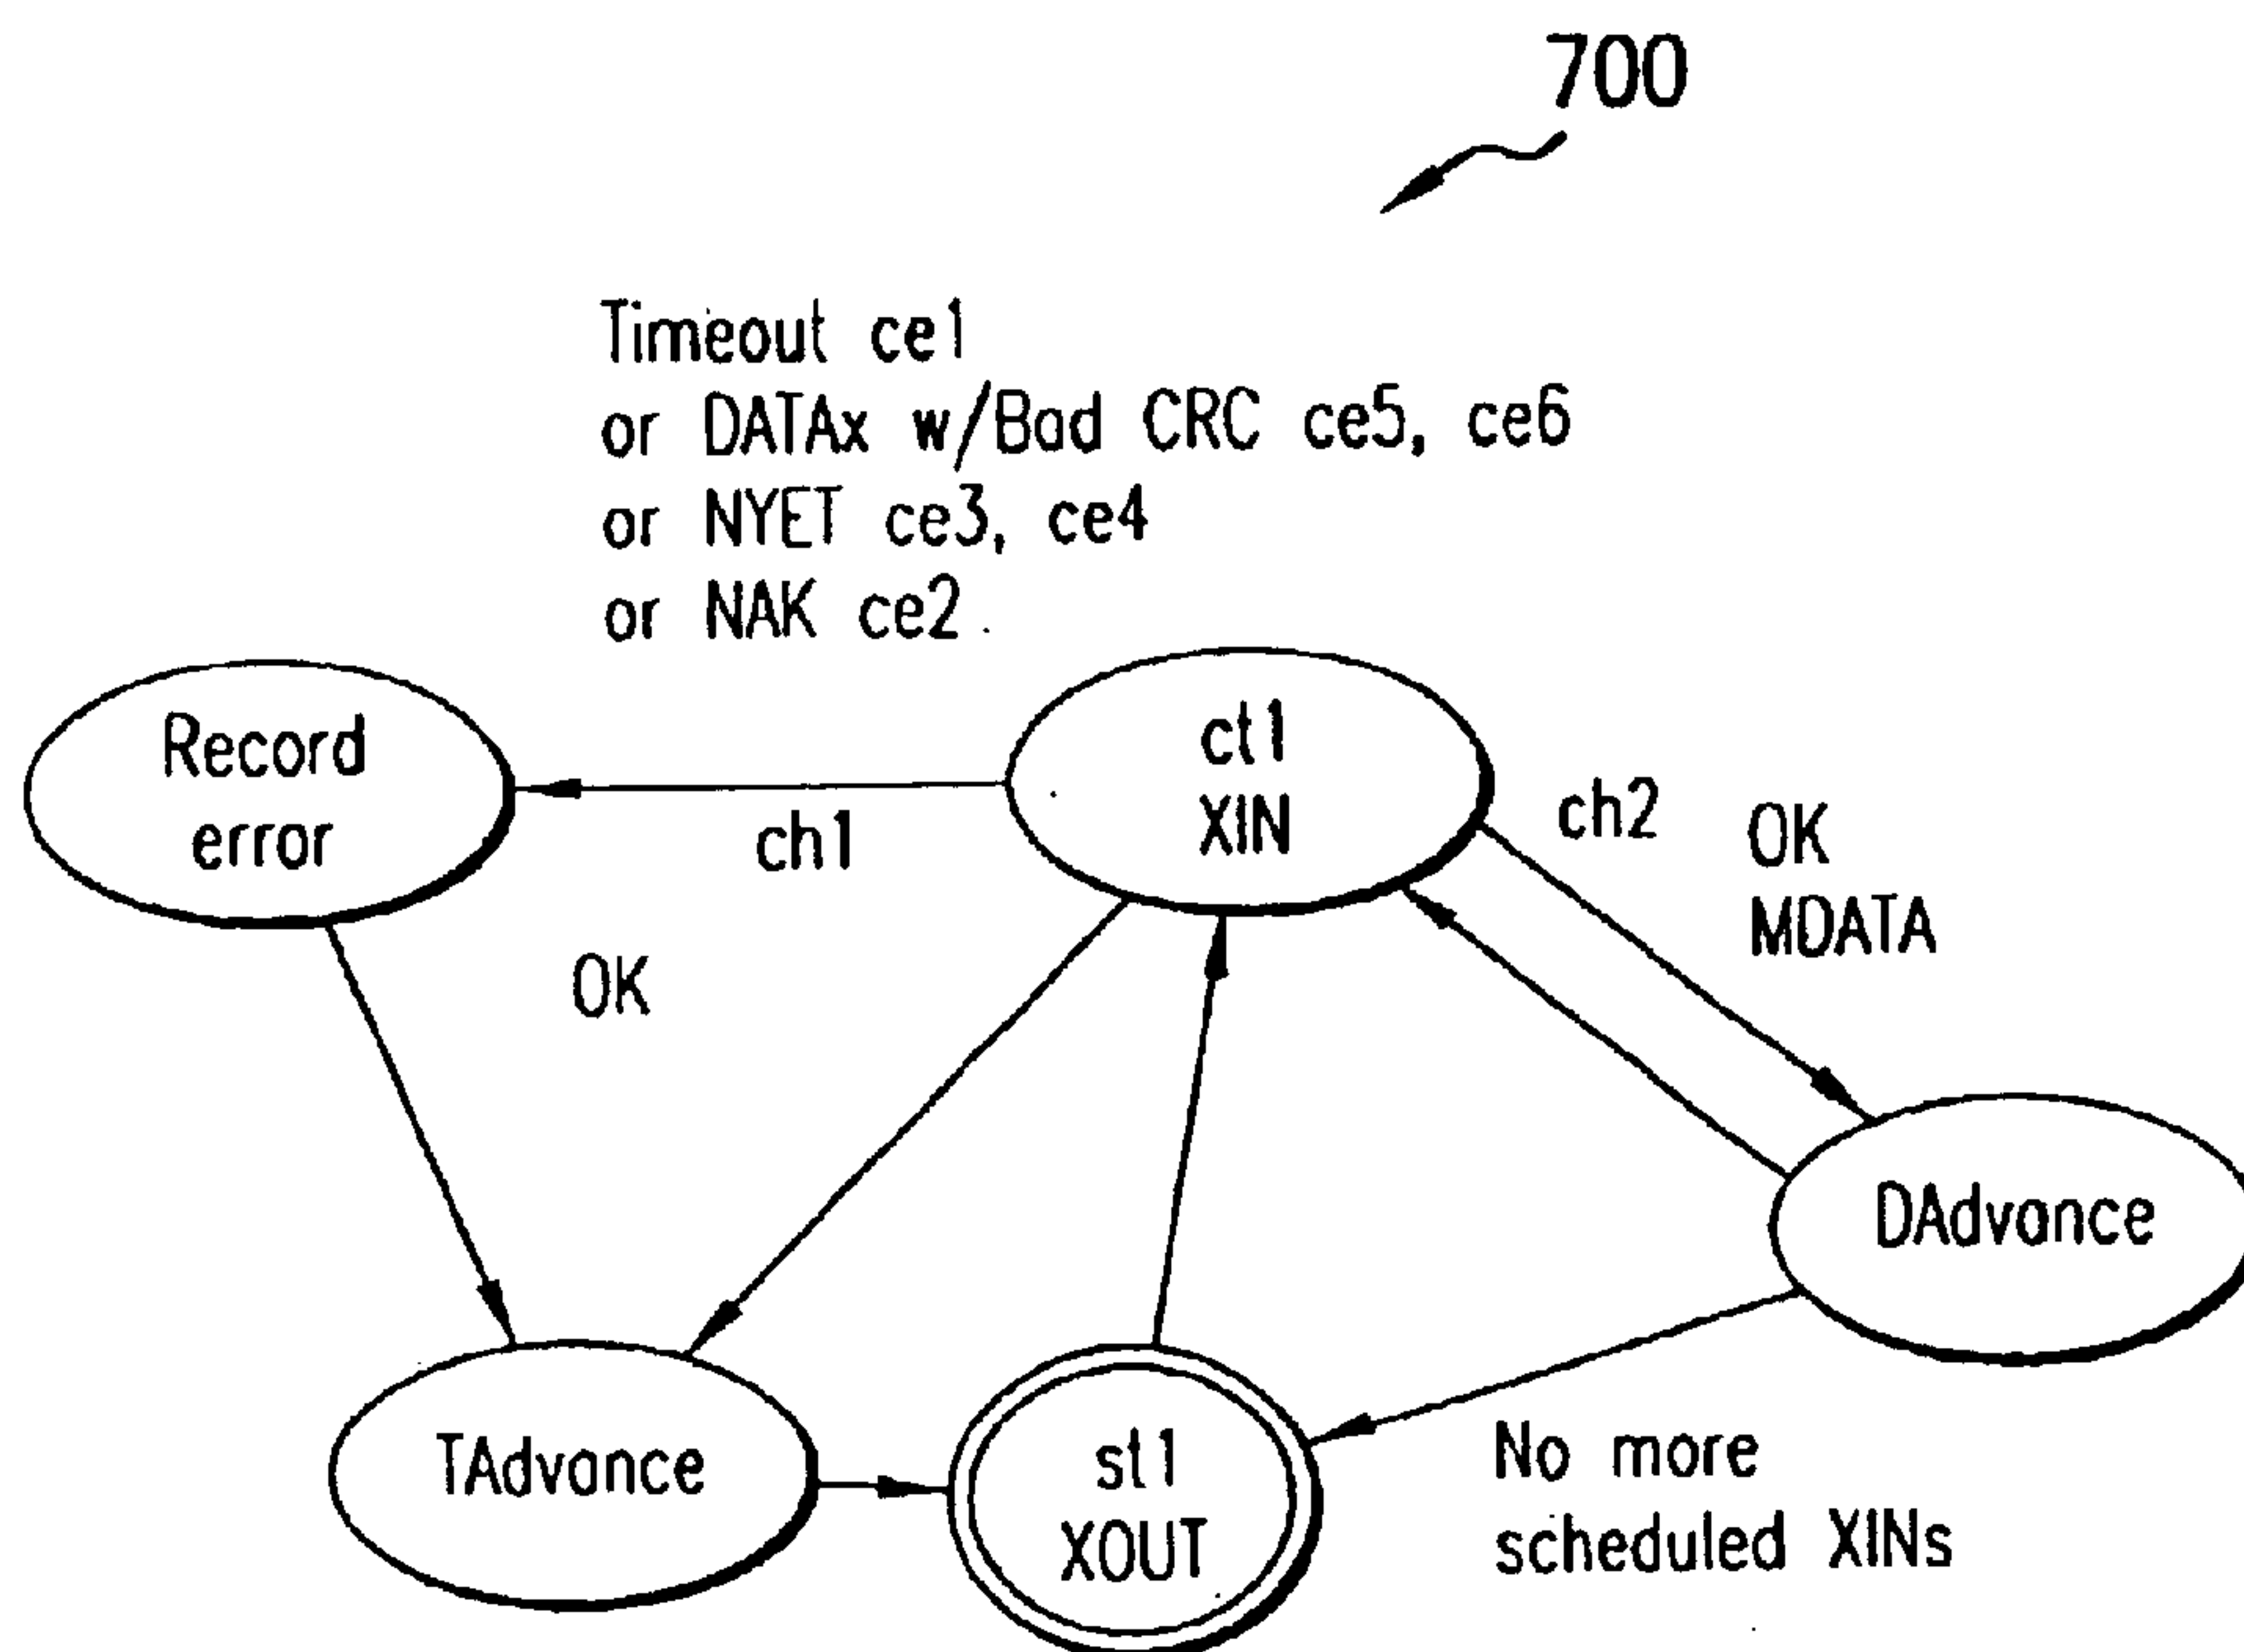 700
Timeout ce1
or DATAx w/Bad CRC ce5, ce6
or NYET ce3, ce4
or NAK ce2
Record
error
ch1
ct1
XIN
ch2
OK
MDATA
OK
DAdvance
TAdvance
st1
XOUT
No more
scheduled XINs